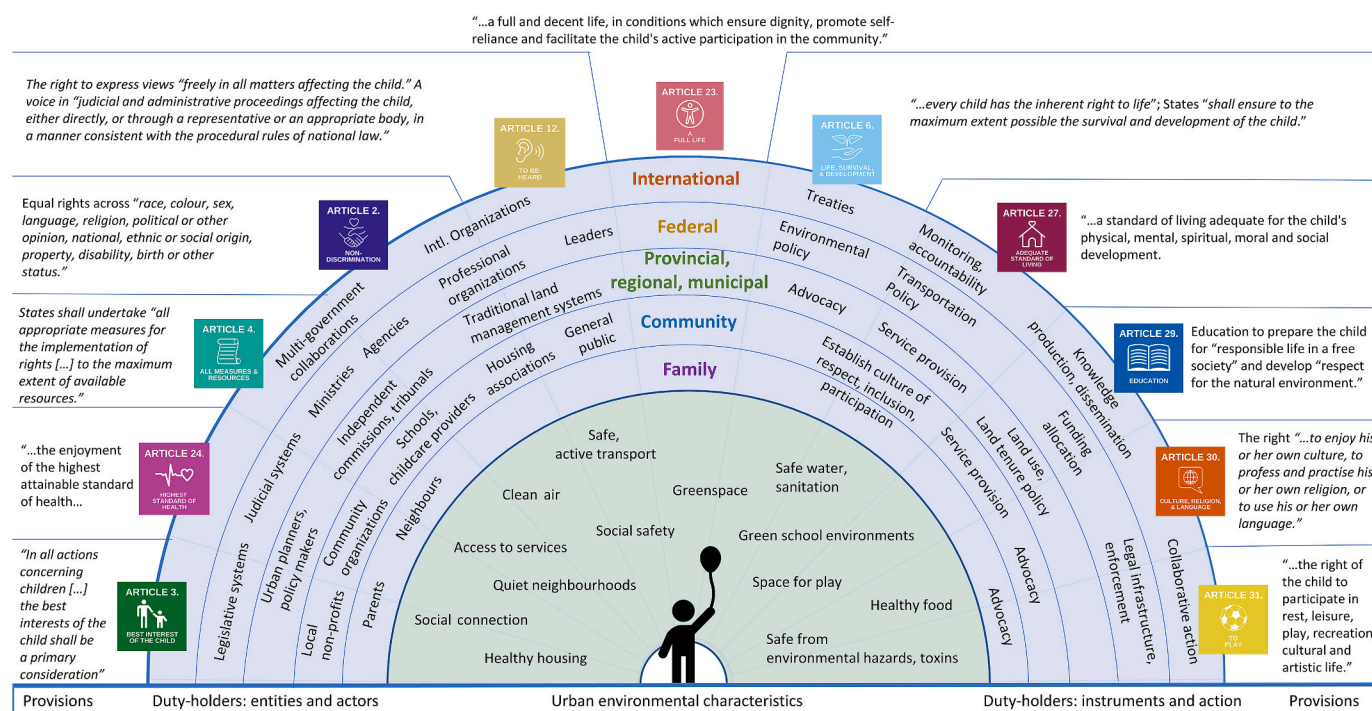 "…a full and decent life, in conditions which ensure dignity, promote self-
reliance and facilitate the child's active participation in the community."
The right to express views "freely in all matters affecting the child." A
voice in "judicial and administrative proceedings affecting the child,
either directly, or through a representative or an appropriate body, in
a manner consistent with the procedural rules of national law."
ARTICLE 12.
TO BE
HEARD
ARTICLE 23.
A
FULL LIFE
ARTICLE 6.
LIFE, SURVIVAL,
& DEVELOPMENT
"…every child has the inherent right to life"; States "shall ensure to the
maximum extent possible the survival and development of the child."
Equal rights across "race, colour, sex,
language, religion, political or other
opinion, national, ethnic or social origin,
property, disability, birth or other
status."
ARTICLE 2.
NON-
DISCRIMINATION
ARTICLE 27.
ADEQUATE
STANDARD OF
LIVING
"…a standard of living adequate for the child's
physical, mental, spiritual, moral and social
development.
States shall undertake "all
appropriate measures for
the implementation of
rights […] to the maximum
extent of available
resources."
ARTICLE 4.
ALL MEASURES &
RESOURCES
ARTICLE 29.
EDUCATION
Education to prepare the child
for "responsible life in a free
society" and develop "respect
for the natural environment."
"…the enjoyment
of the highest
attainable standard
of health…
ARTICLE 24.
HIGHEST
STANDARD OF
HEALTH
ARTICLE 30.
CULTURE, RELIGION,
& LANGUAGE
The right "…to enjoy his
or her own culture, to
profess and practise his
or her own religion, or
to use his or her own
language."
"In all actions
concerning
children […]
the best
interests of the
child shall be
a primary
consideration"
ARTICLE 3.
BEST INTEREST
OF THE CHILD
ARTICLE 31.
TO
PLAY
"…the right of
the child to
participate in
rest, leisure,
play, recreation
cultural and
artistic life."
International
Federal
Provincial,
regional, municipal
Community
Family
Legislative systems
Judicial systems
Ministries
Agencies
Multi-government
collaborations
Intl. Organizations
Professional
organizations
Leaders
Urban planners,
policy makers
Independent
commissions, tribunals
Traditional land
management systems
Local
non-profits
Community
organizations
Schools,
childcare providers
Housing
associations
General
public
Parents
Neighbours
Treaties
Monitoring,
accountability
Knowledge
production, dissemination
Collaborative action
Environmental
policy
Transportation
Policy
Funding
allocation
Legal infrastructure,
enforcement
Advocacy
Service provision
Land use,
Land tenure policy
Advocacy
Establish culture of
respect, inclusion,
participation
Service provision
Advocacy
Safe,
active transport
Clean air
Greenspace
Safe water,
sanitation
Social safety
Access to services
Green school environments
Quiet neighbourhoods
Space for play
Social connection
Healthy food
Healthy housing
Safe from
environmental hazards, toxins
Provisions
Duty-holders: entities and actors
Urban environmental characteristics
Duty-holders: instruments and action
Provisions